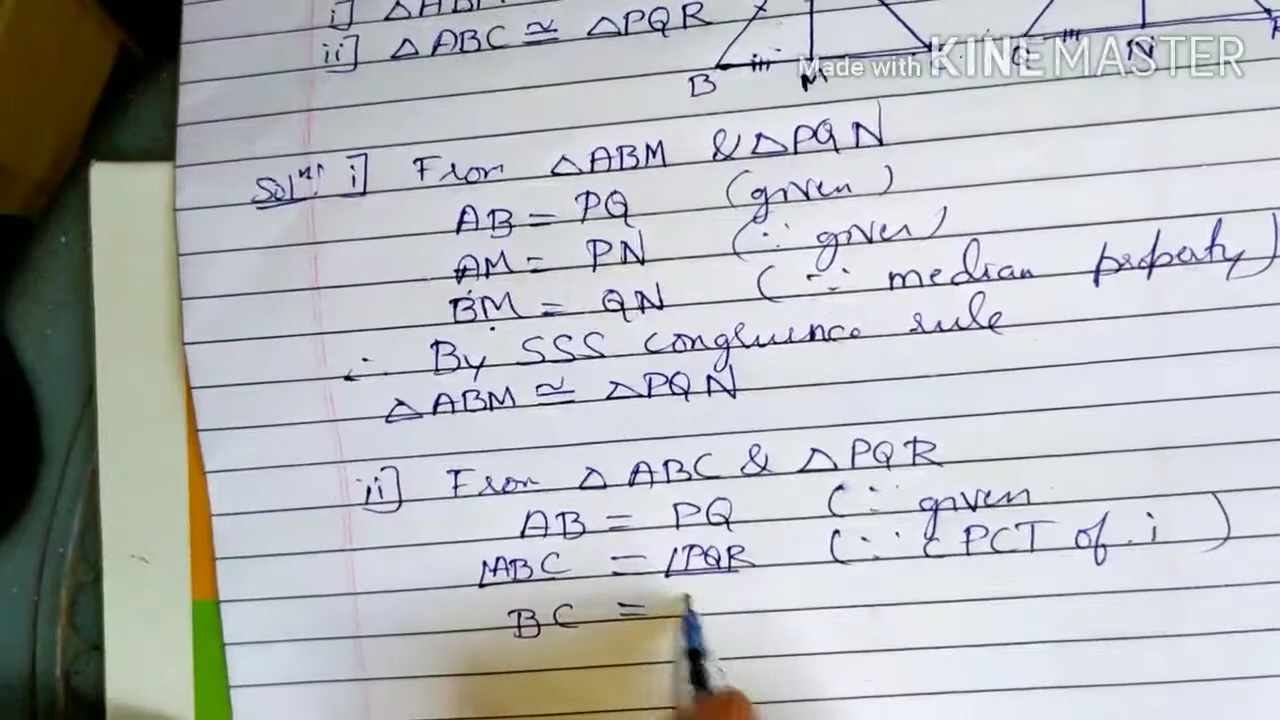 i] △AB
ii] △ABC ≅ △PQR
B M Q N
Made with KINEMASTER
Solⁿ: i] From △ABM & △PQN
AB = PQ (given)
AM = PN (∵ given)
BM = QN (∵ median property)
∴ By SSS congruence rule
△ABM ≅ △PQN
ii] From △ABC & △PQR
AB = PQ (∵ given
∠ABC = ∠PQR (∵ CPCT of i)
BC =